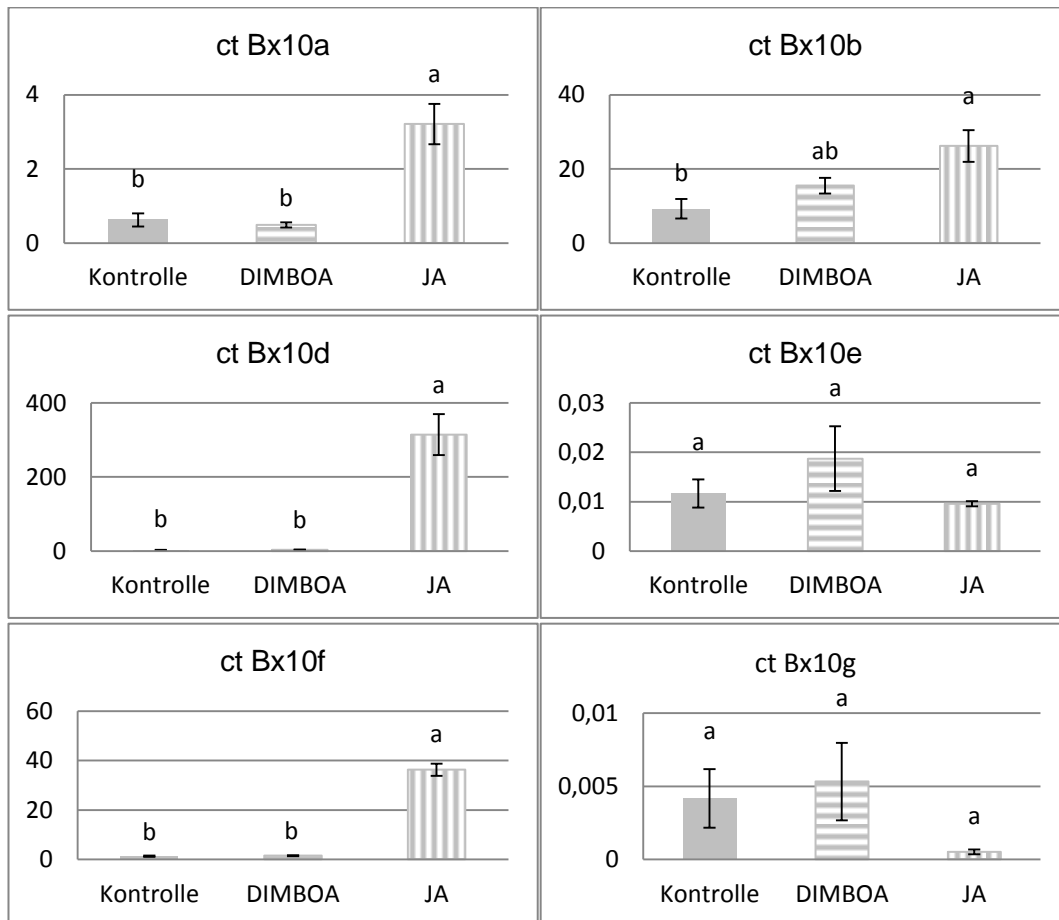 ct Bx10a
a
4
2
b
b
0
Kontrolle DIMBOA JA
ct Bx10b
a
40
ab
20
b
0
Kontrolle DIMBOA JA
ct Bx10d
a
400
200
b b
0
Kontrolle DIMBOA JA
ct Bx10e
a
0,03
a
0,02
a
0,01
0
Kontrolle DIMBOA JA
ct Bx10f
60
a
40
20
b b
0
Kontrolle DIMBOA JA
ct Bx10g
0,01
a
a
0,005
a
0
Kontrolle DIMBOA JA